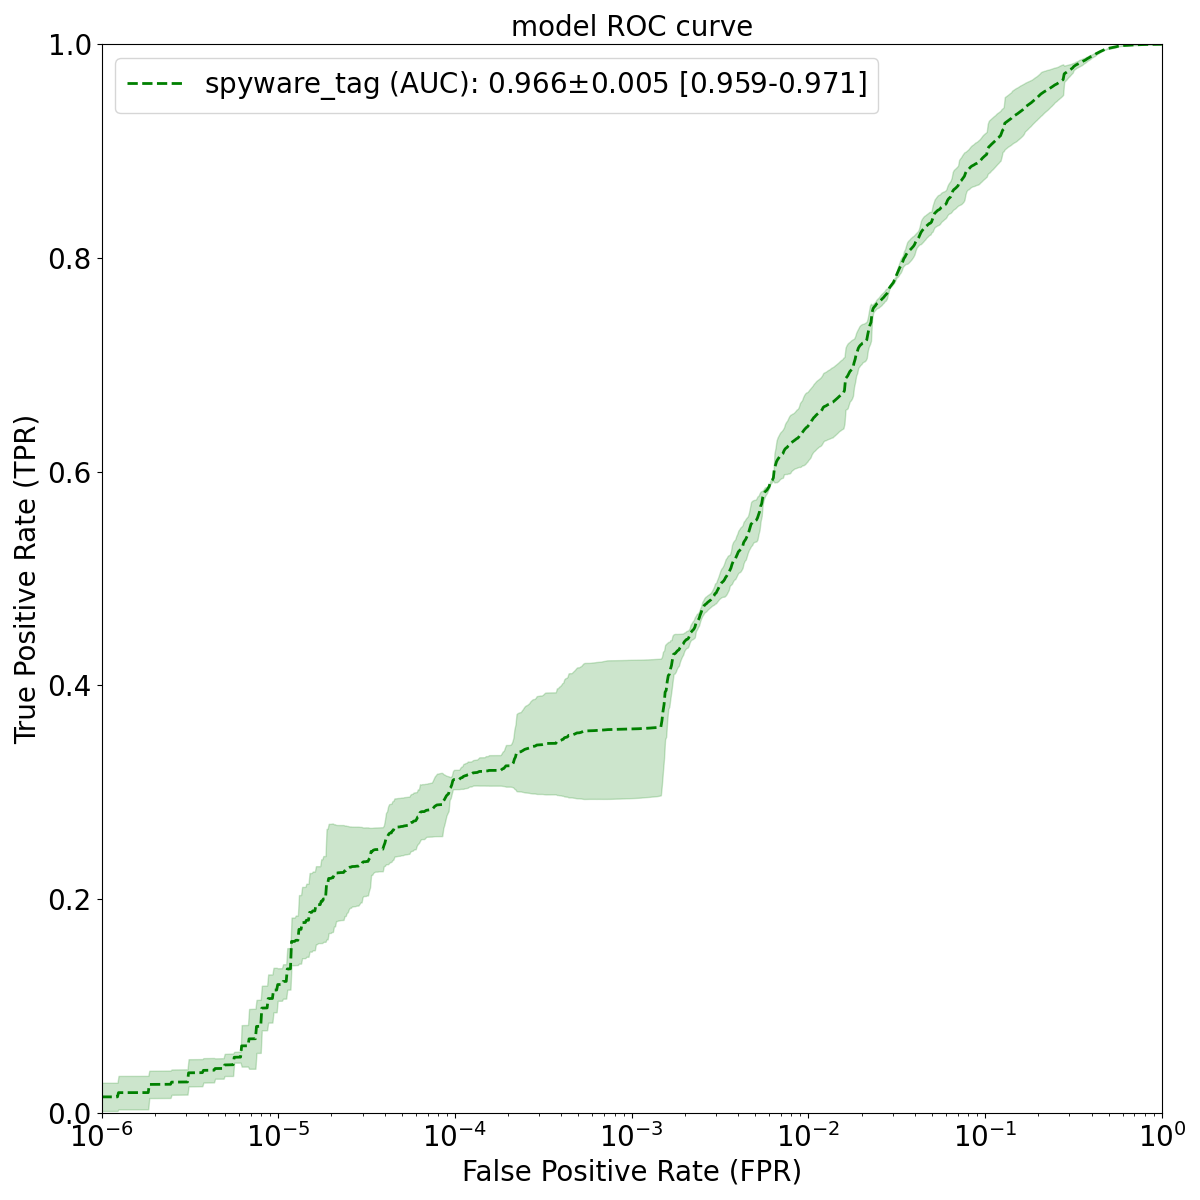 model ROC curve
spyware_tag (AUC): 0.966±0.005 [0.959-0.971]
1.0
0.8
0.6
0.4
0.2
0.0
True Positive Rate (TPR)
10⁻⁶ 10⁻⁵ 10⁻⁴ 10⁻³ 10⁻² 10⁻¹ 10⁰
False Positive Rate (FPR)